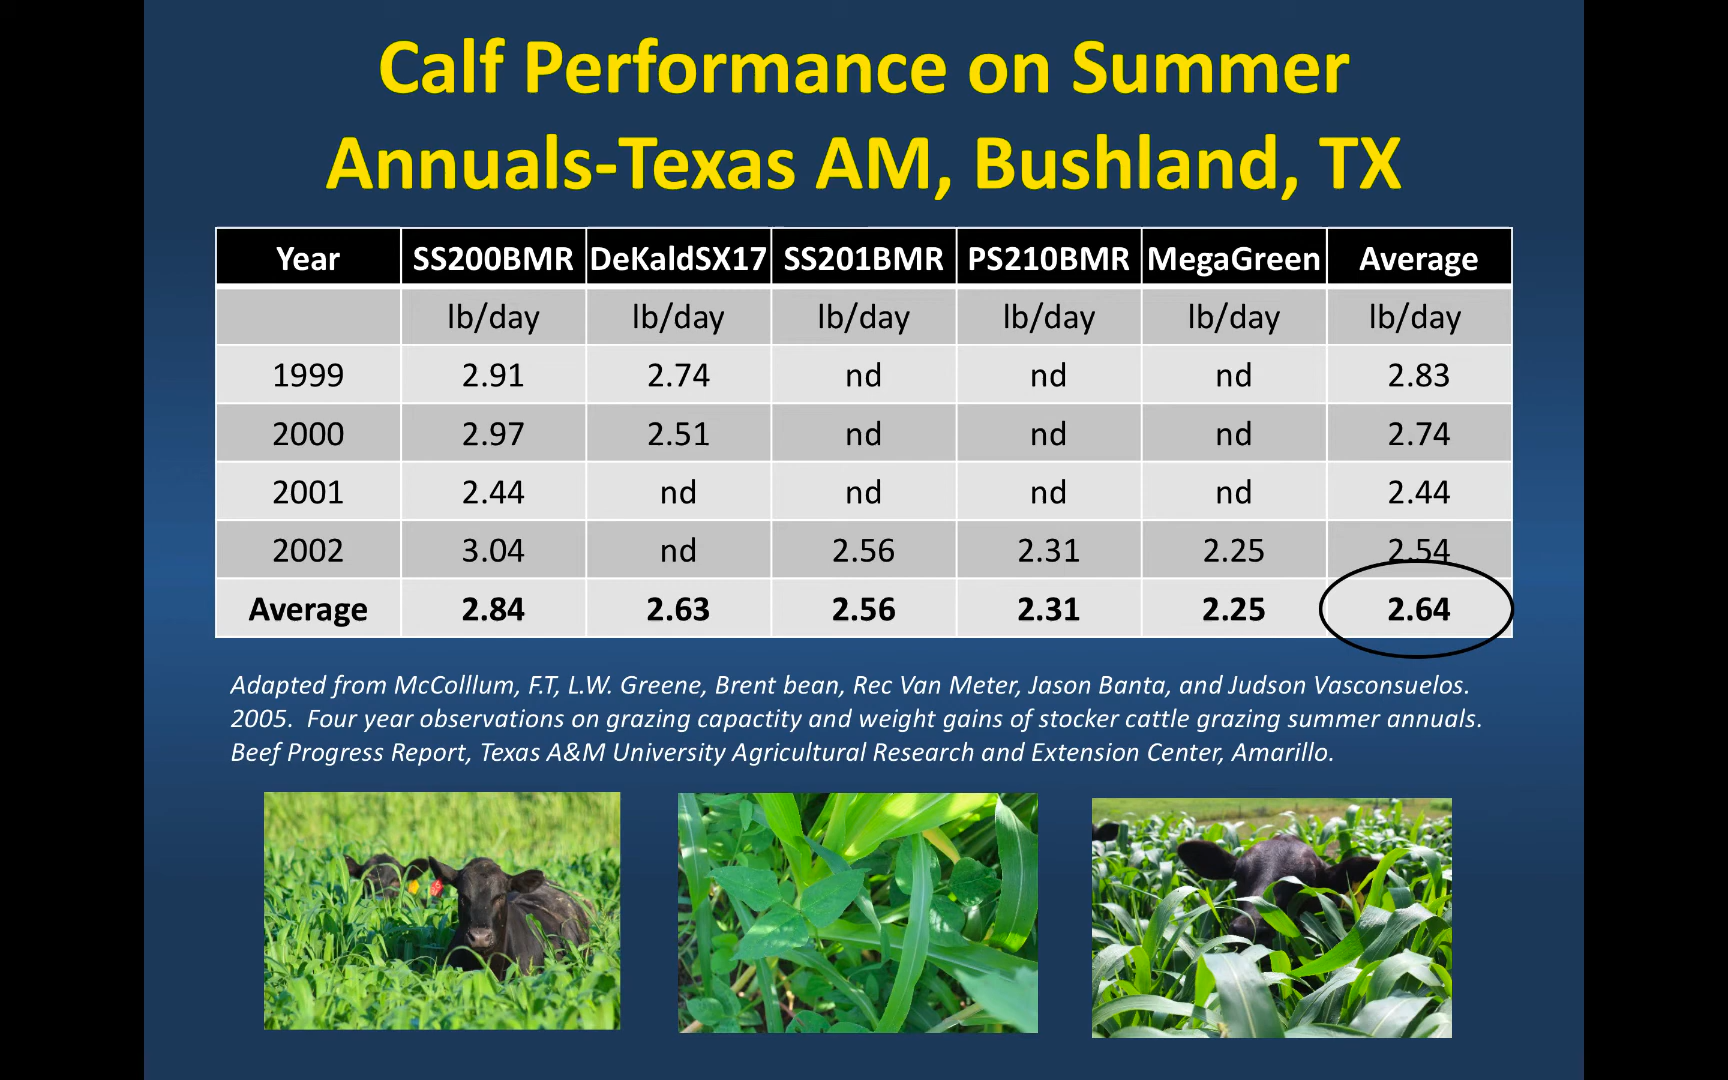 Calf Performance on Summer
Annuals-Texas AM, Bushland, TX
Year SS200BMR DeKaldSX17 SS201BMR PS210BMR MegaGreen Average
lb/day lb/day lb/day lb/day lb/day lb/day
1999 2.91 2.74 nd nd nd 2.83
2000 2.97 2.51 nd nd nd 2.74
2001 2.44 nd nd nd nd 2.44
2002 3.04 nd 2.56 2.31 2.25 2.54
Average 2.84 2.63 2.56 2.31 2.25 2.64
Adapted from McColllum, F.T, L.W. Greene, Brent bean, Rec Van Meter, Jason Banta, and Judson Vasconsuelos.
2005. Four year observations on grazing capactity and weight gains of stocker cattle grazing summer annuals.
Beef Progress Report, Texas A&M University Agricultural Research and Extension Center, Amarillo.